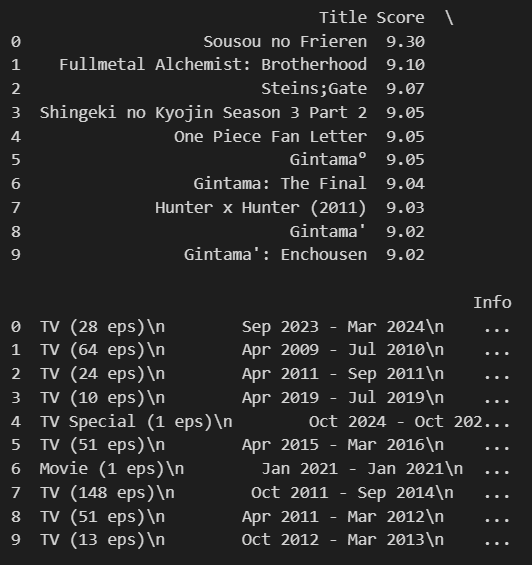 Title Score \
0 Sousou no Frieren 9.30
1 Fullmetal Alchemist: Brotherhood 9.10
2 Steins;Gate 9.07
3 Shingeki no Kyojin Season 3 Part 2 9.05
4 One Piece Fan Letter 9.05
5 Gintama° 9.05
6 Gintama: The Final 9.04
7 Hunter x Hunter (2011) 9.03
8 Gintama' 9.02
9 Gintama': Enchousen 9.02
Info
0 TV (28 eps)\n Sep 2023 - Mar 2024\n ...
1 TV (64 eps)\n Apr 2009 - Jul 2010\n ...
2 TV (24 eps)\n Apr 2011 - Sep 2011\n ...
3 TV (10 eps)\n Apr 2019 - Jul 2019\n ...
4 TV Special (1 eps)\n Oct 2024 - Oct 202...
5 TV (51 eps)\n Apr 2015 - Mar 2016\n ...
6 Movie (1 eps)\n Jan 2021 - Jan 2021\n ...
7 TV (148 eps)\n Oct 2011 - Sep 2014\n ...
8 TV (51 eps)\n Apr 2011 - Mar 2012\n ...
9 TV (13 eps)\n Oct 2012 - Mar 2013\n ...